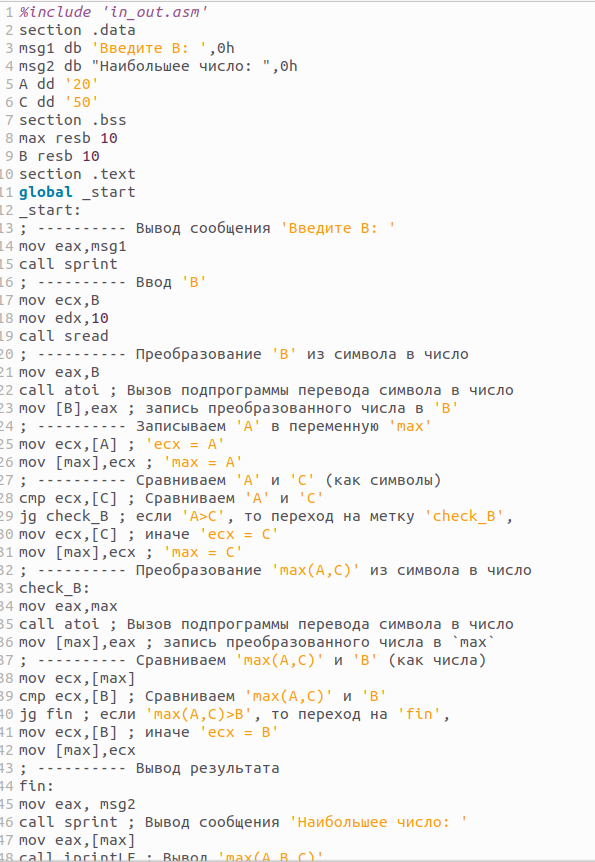 1 %include 'in_out.asm'
2 section .data
3 msg1 db 'Введите B: ',0h
4 msg2 db "Наибольшее число: ",0h
5 A dd '20'
6 C dd '50'
7 section .bss
8 max resb 10
9 B resb 10
10 section .text
11 global _start
12 _start:
13 ; ---------- Вывод сообщения 'Введите B: '
14 mov eax,msg1
15 call sprint
16 ; ---------- Ввод 'B'
17 mov ecx,B
18 mov edx,10
19 call sread
20 ; ---------- Преобразование 'B' из символа в число
21 mov eax,B
22 call atoi ; Вызов подпрограммы перевода символа в число
23 mov [B],eax ; запись преобразованного числа в 'B'
24 ; ---------- Записываем 'A' в переменную 'max'
25 mov ecx,[A] ; 'ecx = A'
26 mov [max],ecx ; 'max = A'
27 ; ---------- Сравниваем 'A' и 'C' (как символы)
28 cmp ecx,[C] ; Сравниваем 'A' и 'C'
29 jg check_B ; если 'A>C', то переход на метку 'check_B',
30 mov ecx,[C] ; иначе 'ecx = C'
31 mov [max],ecx ; 'max = C'
32 ; ---------- Преобразование 'max(A,C)' из символа в число
33 check_B:
34 mov eax,max
35 call atoi ; Вызов подпрограммы перевода символа в число
36 mov [max],eax ; запись преобразованного числа в `max`
37 ; ---------- Сравниваем 'max(A,C)' и 'B' (как числа)
38 mov ecx,[max]
39 cmp ecx,[B] ; Сравниваем 'max(A,C)' и 'B'
40 jg fin ; если 'max(A,C)>B', то переход на 'fin',
41 mov ecx,[B] ; иначе 'ecx = B'
42 mov [max],ecx
43 ; ---------- Вывод результата
44 fin:
45 mov eax, msg2
46 call sprint ; Вывод сообщения 'Наибольшее число: '
47 mov eax,[max]
48 call iprintLF ; Вывод 'max(A,B,C)'